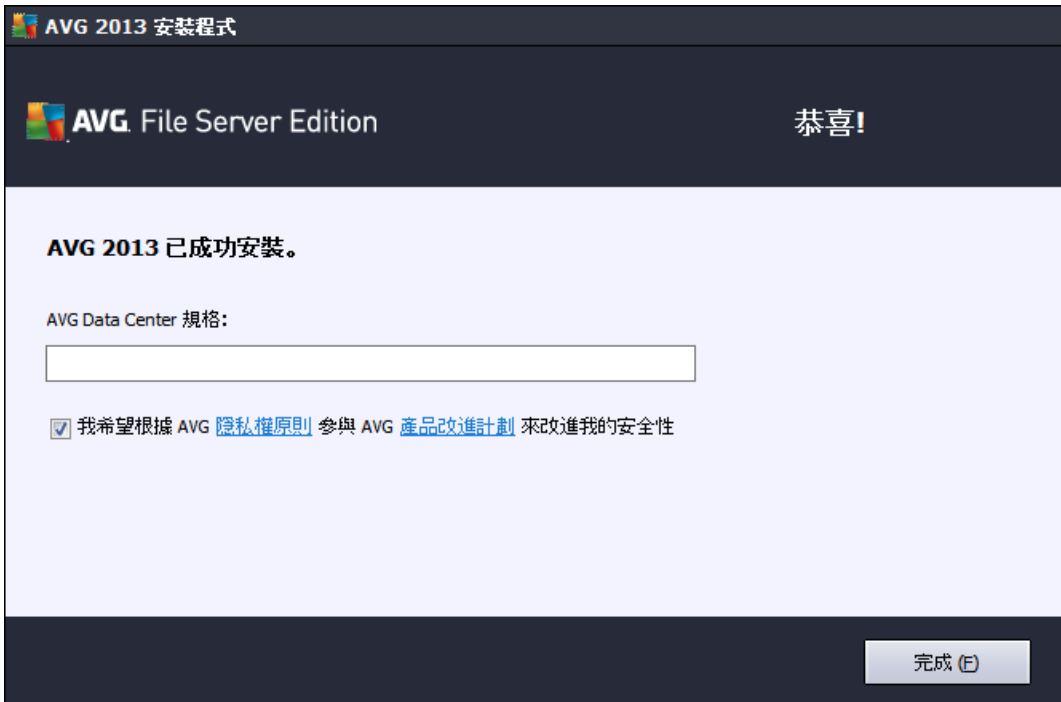 AVG 2013 安裝程式
AVG. File Server Edition
恭喜!
AVG 2013 已成功安裝。
AVG Data Center 規格:
我希望根據 AVG 隱私權原則 參與 AVG 產品改進計劃 來改進我的安全性
完成 (F)